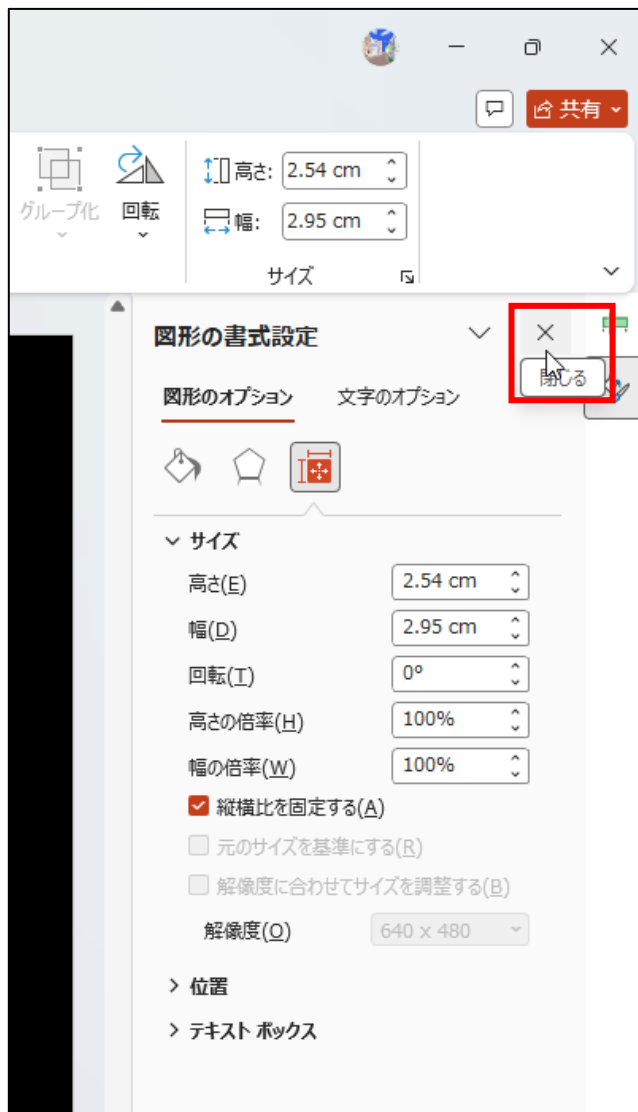 共有
高さ: 2.54 cm
グループ化 回転
幅: 2.95 cm
サイズ
図形の書式設定
閉じる
図形のオプション 文字のオプション
サイズ
高さ(E) 2.54 cm
幅(D) 2.95 cm
回転(T) 0°
高さの倍率(H) 100%
幅の倍率(W) 100%
縦横比を固定する(A)
元のサイズを基準にする(R)
解像度に合わせてサイズを調整する(B)
解像度(O) 640 x 480
位置
テキスト ボックス